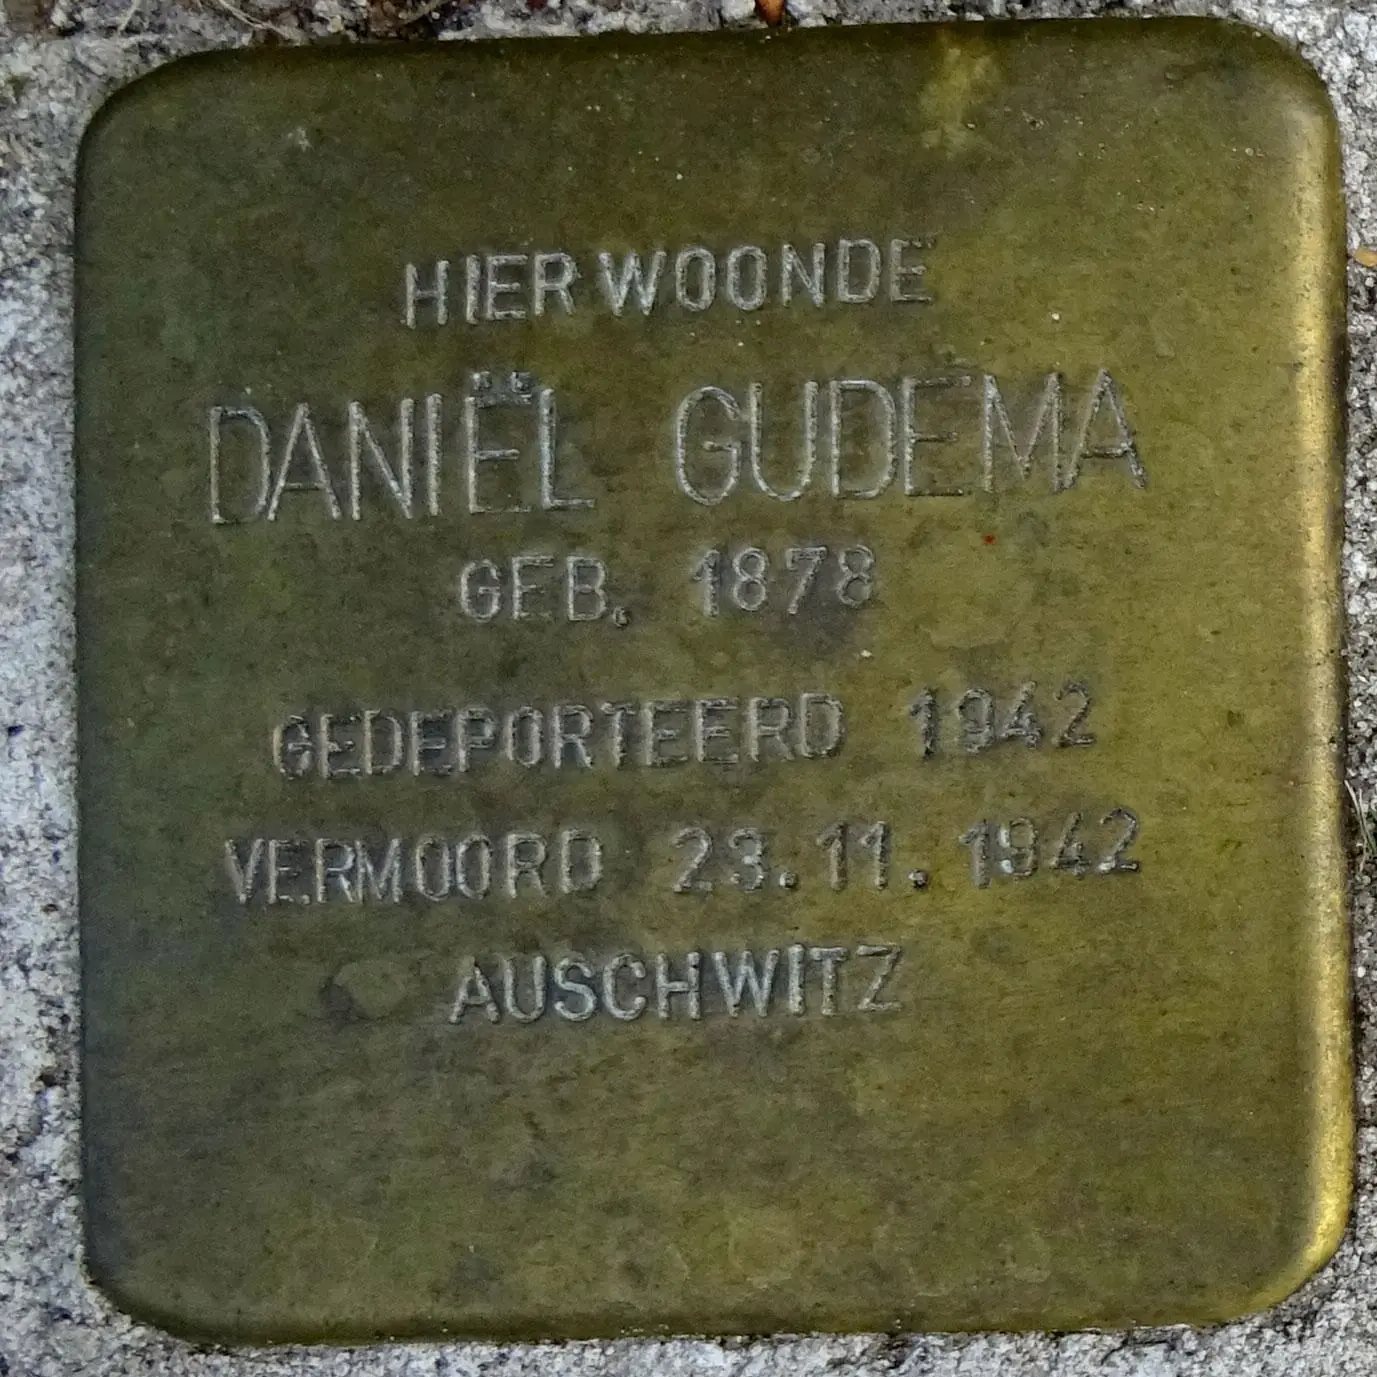 HIER WOONDE
DANIËL GUDEMA
GEB. 1878
GEDEPORTEERD 1942
VERMOORD 23.11.1942
AUSCHWITZ